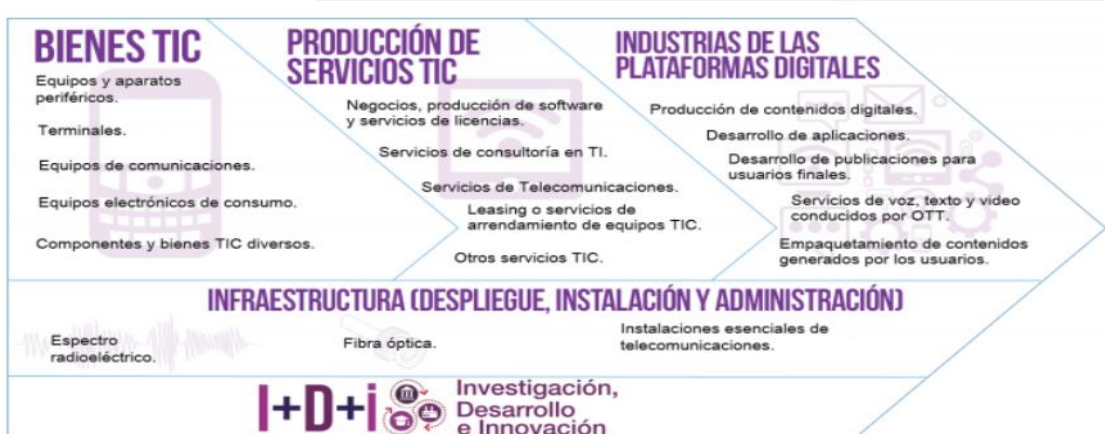 BIENES TIC
Equipos y aparatos
periféricos.
Terminales.
Equipos de comunicaciones.
Equipos electrónicos de consumo.
Componentes y bienes TIC diversos.
PRODUCCIÓN DE
SERVICIOS TIC
Negocios, producción de software
y servicios de licencias.
Servicios de consultoría en TI.
Servicios de Telecomunicaciones.
Leasing o servicios de
arrendamiento de equipos TIC.
Otros servicios TIC.
INDUSTRIAS DE LAS
PLATAFORMAS DIGITALES
Producción de contenidos digitales.
Desarrollo de aplicaciones.
Desarrollo de publicaciones para
usuarios finales.
Servicios de voz, texto y video
conducidos por OTT.
Empaquetamiento de contenidos
generados por los usuarios.
INFRAESTRUCTURA (DESPLIEGUE, INSTALACIÓN Y ADMINISTRACIÓN)
Espectro
radioeléctrico.
Fibra óptica.
Instalaciones esenciales de
telecomunicaciones.
I+D+i
Investigación,
Desarrollo
e Innovación